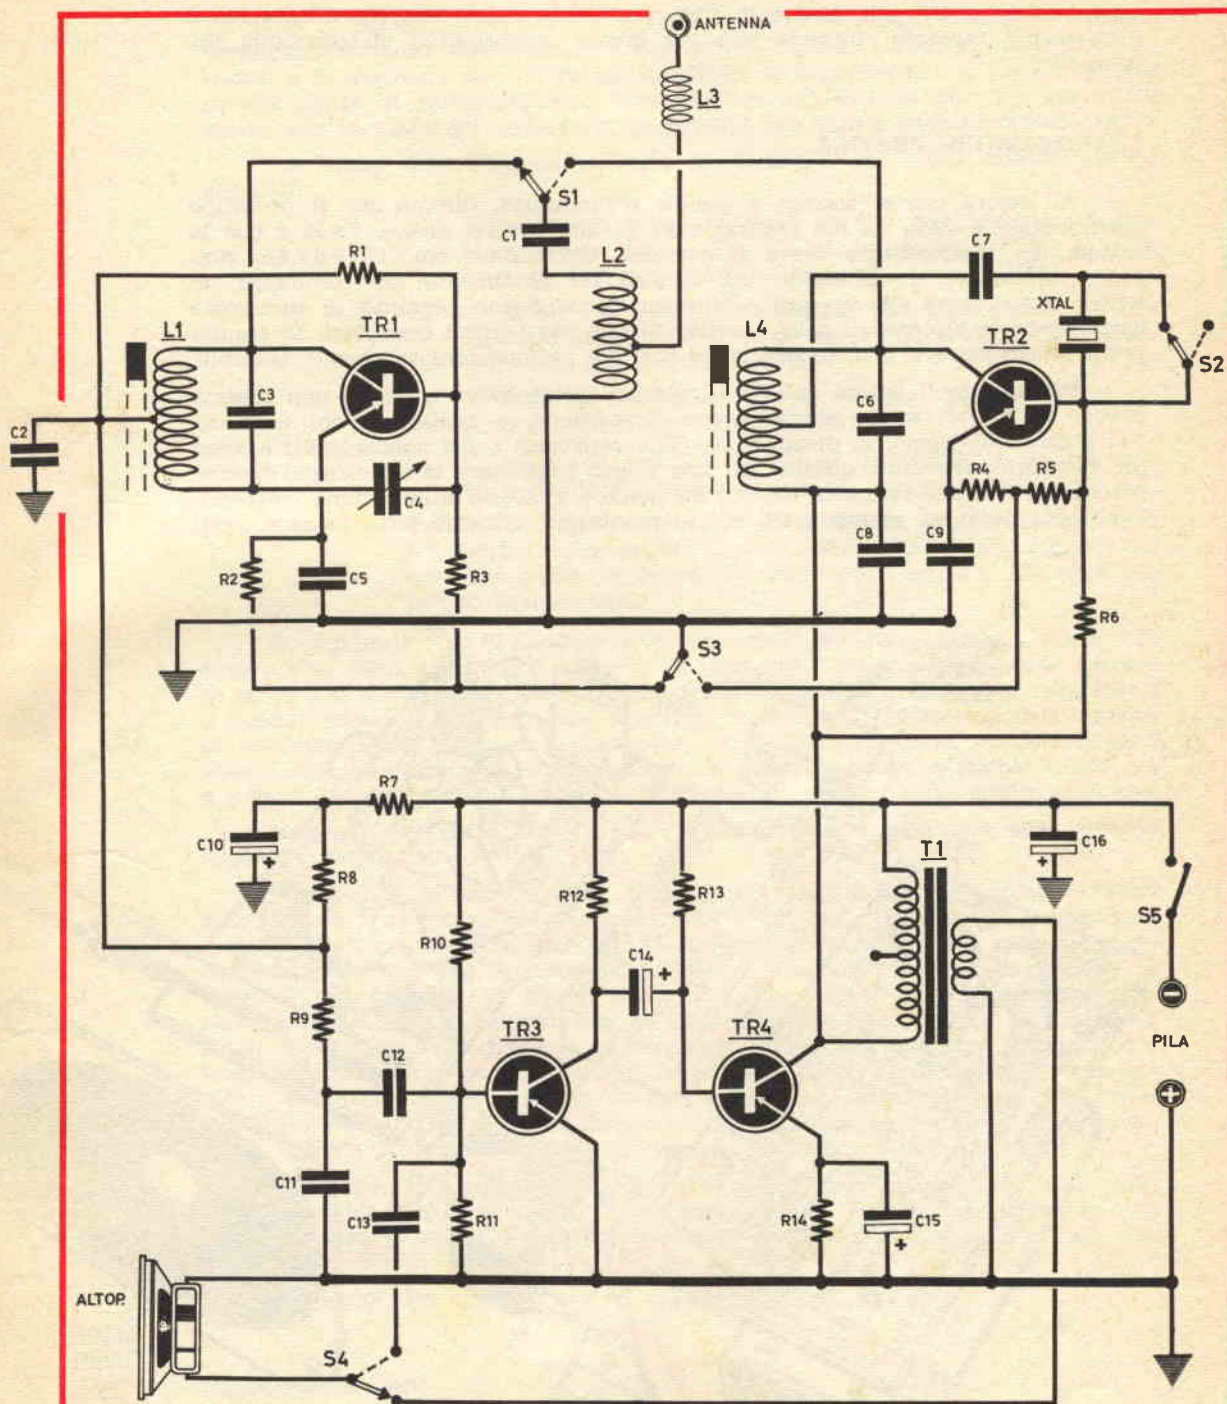 ANTENNA
L3
S1
C1
R1
L2
C7
XTAL
L1
TR1
L4
TR2
S2
C3
C6
C2
R4
R5
C4
C8
C9
R2
C5
R3
R6
S3
R7
C10
+
C16
+
T1
R8
R12
R13
S5
R10
C14
+
−
R9
TR3
TR4
PILA
C12
+
C11
C13
R11
R14
C15
+
ALTOP.
S4